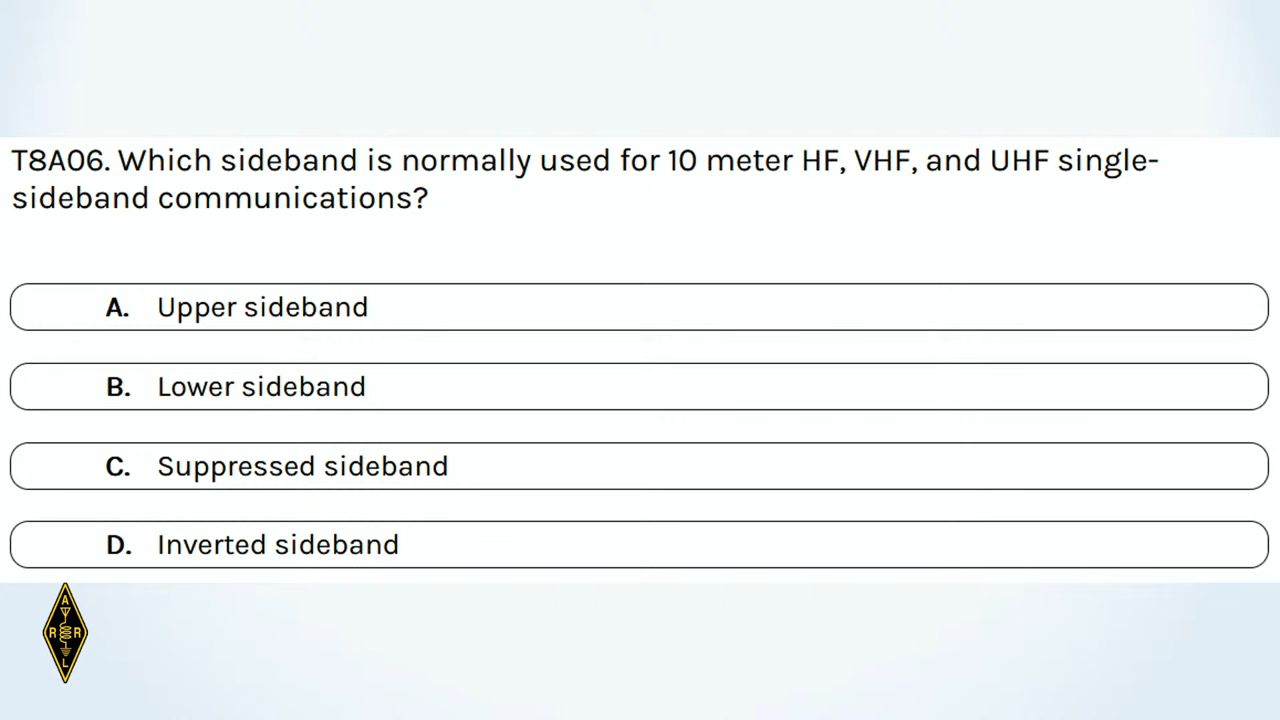 T8A06. Which sideband is normally used for 10 meter HF, VHF, and UHF single-
sideband communications?
A. Upper sideband
B. Lower sideband
C. Suppressed sideband
D. Inverted sideband
A
R R
L